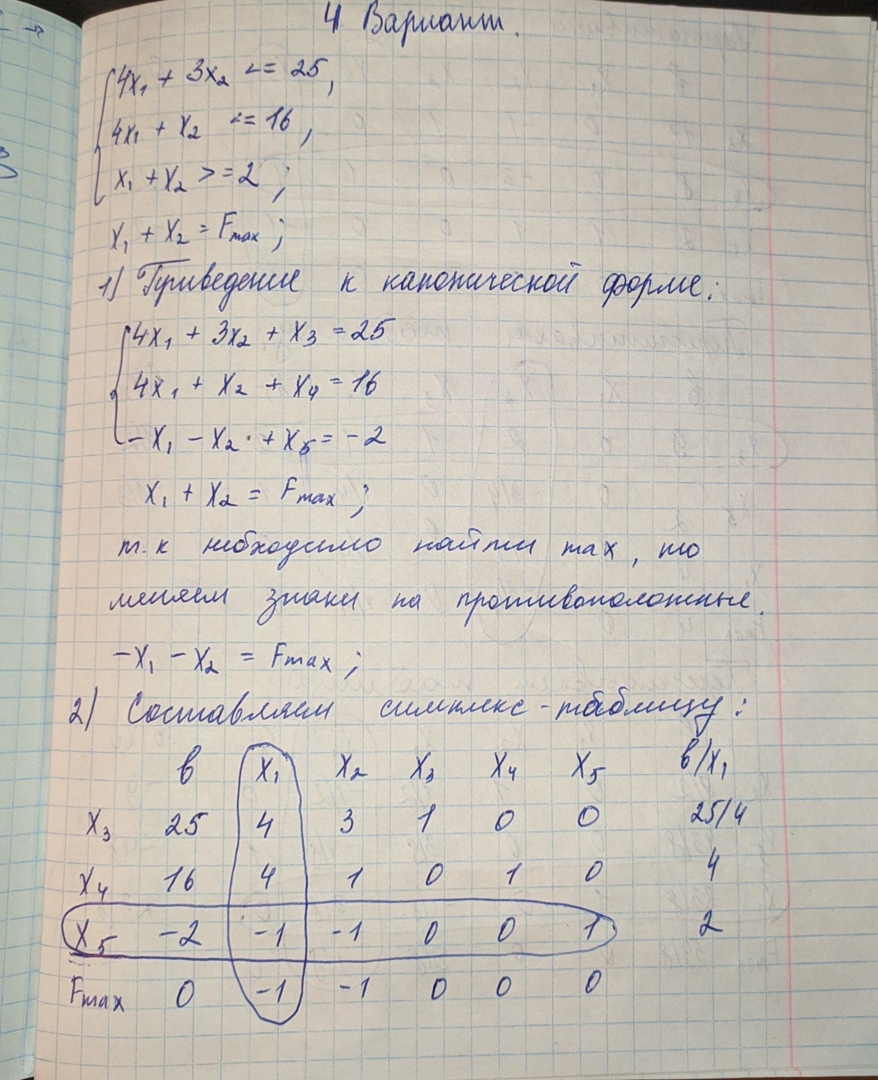 4 Вариант.
4x₁ + 3x₂ <= 25,
4x₁ + x₂ <= 16,
x₁ + x₂ >= 2;
x₁ + x₂ = Fmax;
1) Приведение к канонической форме:
4x₁ + 3x₂ + x₃ = 25
4x₁ + x₂ + x₄ = 16
-x₁ - x₂ + x₅ = -2
x₁ + x₂ = Fmax;
т.к необходимо найти max, то
меняем знаки на противоположные.
-x₁ - x₂ = Fmax;
2) Составляем симплекс-таблицу:
в x₁ x₂ x₃ x₄ x₅ в/x₁
x₃ 25 4 3 1 0 0 25/4
x₄ 16 4 1 0 1 0 4
x₅ -2 -1 -1 0 0 1 2
Fmax 0 -1 -1 0 0 0